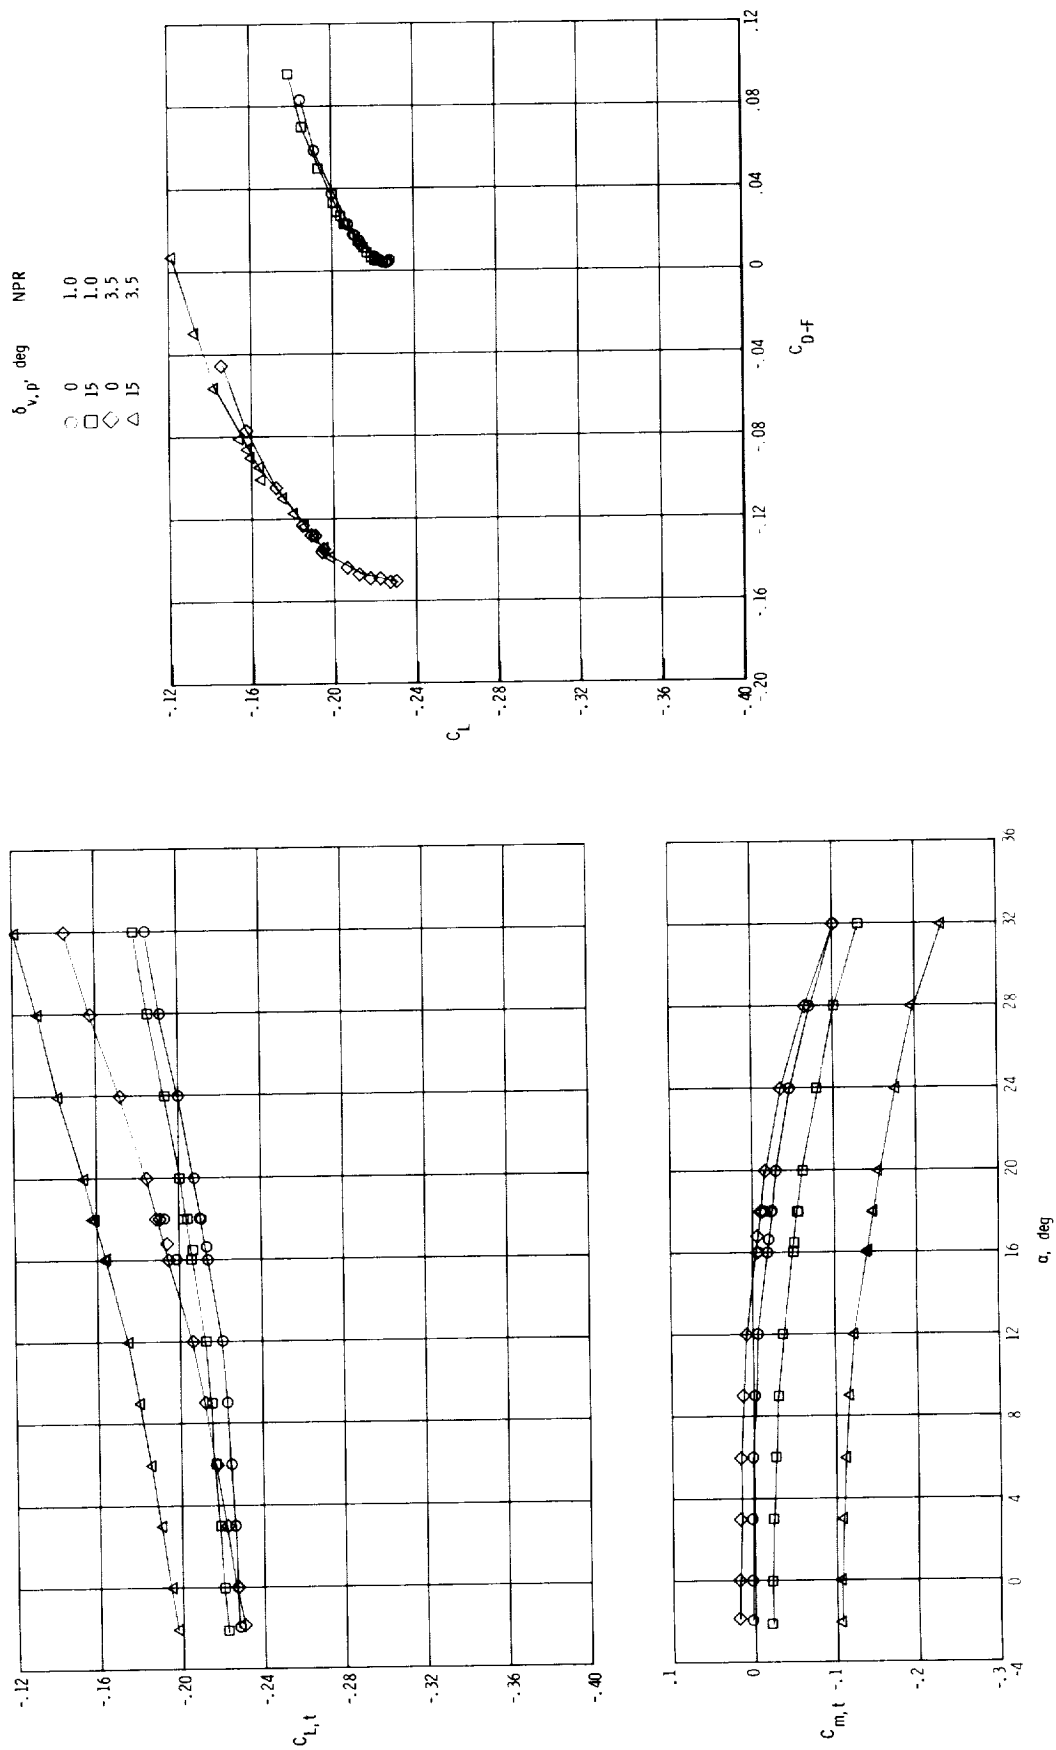 δv,p, deg NPR
○ 0 1.0
□ 15 1.0
◇ 0 3.5
△ 15 3.5
-.12
-.16
-.20
-.24
-.28
-.32
-.36
-.40
CL,t
.1
0
-.1
-.2
-.3
Cm,t
-4 0 4 8 12 16 20 24 28 32 36
α, deg
-.12
-.16
-.20
-.24
-.28
-.32
-.36
-.40
CL
-.20 -.16 -.12 -.08 -.04 0 .04 .08 .12
CD-F